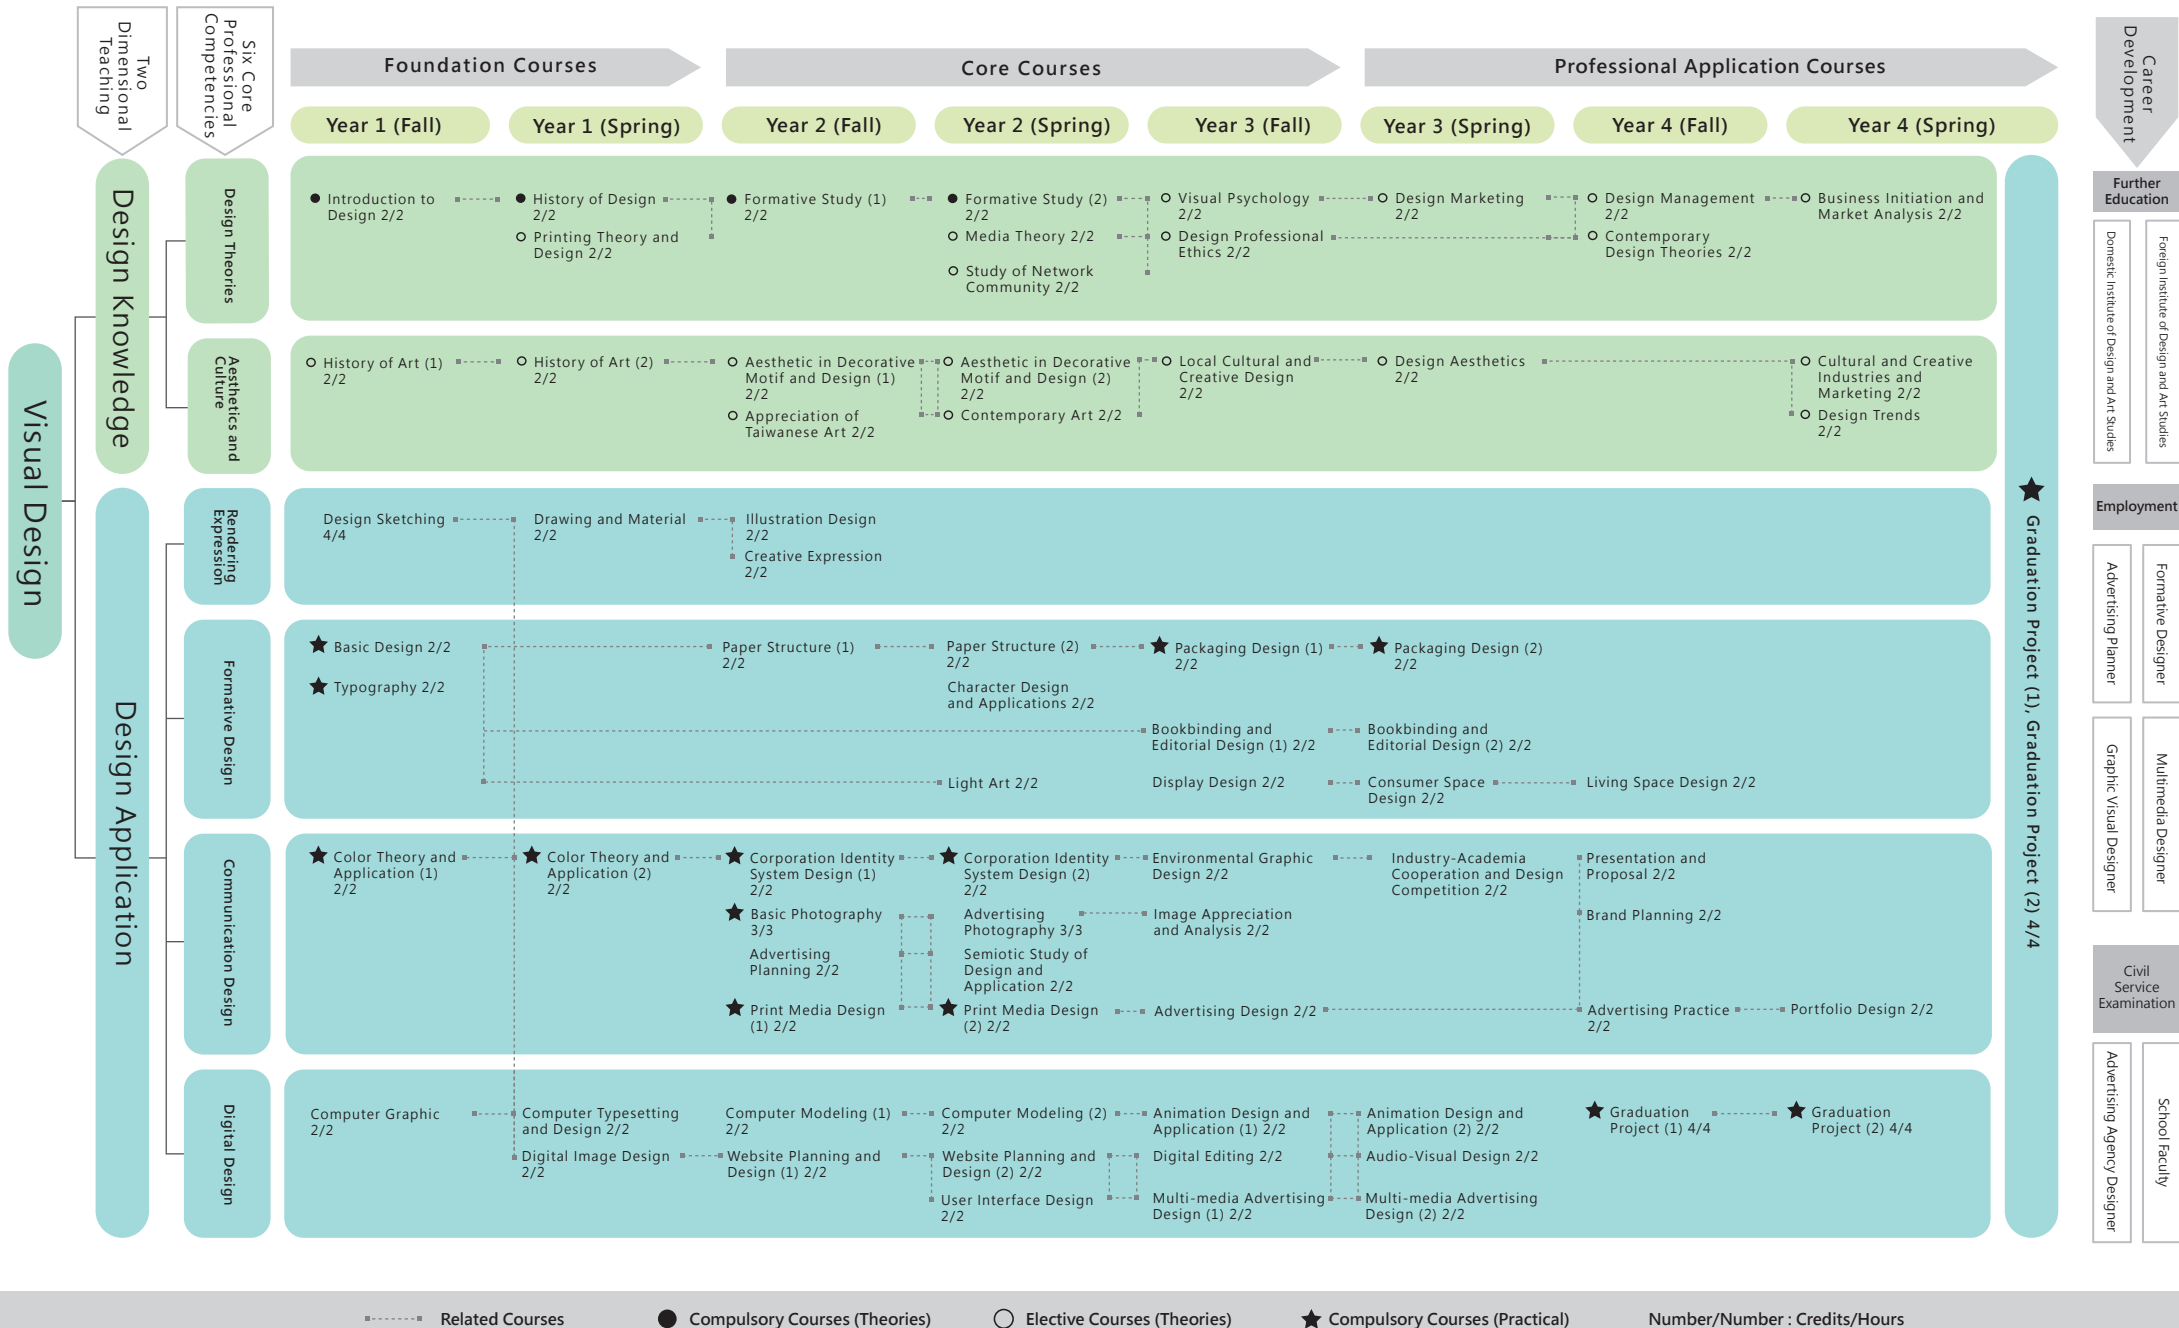 Two
Dimensional
Teaching
Six Core
Professional
Competencies
Foundation Courses
Core Courses
Professional Application Courses
Career
Development
Year 1 (Fall)
Year 1 (Spring)
Year 2 (Fall)
Year 2 (Spring)
Year 3 (Fall)
Year 3 (Spring)
Year 4 (Fall)
Year 4 (Spring)
Visual Design
Design Knowledge
Design Theories
Introduction to
Design 2/2
History of Design
2/2
Printing Theory and
Design 2/2
Formative Study (1)
2/2
Formative Study (2)
2/2
Media Theory 2/2
Study of Network
Community 2/2
Visual Psychology
2/2
Design Professional
Ethics 2/2
Design Marketing
2/2
Design Management
2/2
Contemporary
Design Theories 2/2
Business Initiation and
Market Analysis 2/2
Aesthetics and
Culture
History of Art (1)
2/2
History of Art (2)
2/2
Aesthetic in Decorative
Motif and Design (1)
2/2
Appreciation of
Taiwanese Art 2/2
Aesthetic in Decorative
Motif and Design (2)
2/2
Contemporary Art 2/2
Local Cultural and
Creative Design
2/2
Design Aesthetics
2/2
Cultural and Creative
Industries and
Marketing 2/2
Design Trends
2/2
Design Application
Rendering
Expression
Design Sketching
4/4
Drawing and Material
2/2
Illustration Design
2/2
Creative Expression
2/2
Formative Design
Basic Design 2/2
Typography 2/2
Paper Structure (1)
2/2
Paper Structure (2)
2/2
Character Design
and Applications 2/2
Light Art 2/2
Packaging Design (1)
2/2
Bookbinding and
Editorial Design (1) 2/2
Display Design 2/2
Packaging Design (2)
2/2
Bookbinding and
Editorial Design (2) 2/2
Consumer Space
Design 2/2
Living Space Design 2/2
Communication Design
Color Theory and
Application (1)
2/2
Color Theory and
Application (2)
2/2
Corporation Identity
System Design (1)
2/2
Basic Photography
3/3
Advertising
Planning 2/2
Print Media Design
(1) 2/2
Corporation Identity
System Design (2)
2/2
Advertising
Photography 3/3
Semiotic Study of
Design and
Application 2/2
Print Media Design
(2) 2/2
Environmental Graphic
Design 2/2
Image Appreciation
and Analysis 2/2
Advertising Design 2/2
Industry-Academia
Cooperation and Design
Competition 2/2
Presentation and
Proposal 2/2
Brand Planning 2/2
Advertising Practice
2/2
Portfolio Design 2/2
Digital Design
Computer Graphic
2/2
Computer Typesetting
and Design 2/2
Digital Image Design
2/2
Computer Modeling (1)
2/2
Website Planning and
Design (1) 2/2
Computer Modeling (2)
2/2
Website Planning and
Design (2) 2/2
User Interface Design
2/2
Animation Design and
Application (1) 2/2
Digital Editing 2/2
Multi-media Advertising
Design (1) 2/2
Animation Design and
Application (2) 2/2
Audio-Visual Design 2/2
Multi-media Advertising
Design (2) 2/2
Graduation
Project (1) 4/4
Graduation
Project (2) 4/4
Graduation Project (1), Graduation Project (2) 4/4
Further
Education
Domestic Institute of Design and Art Studies
Foreign Institute of Design and Art Studies
Employment
Advertising Planner
Formative Designer
Graphic Visual Designer
Multimedia Designer
Civil
Service
Examination
Advertising Agency Designer
School Faculty
Related Courses
Compulsory Courses (Theories)
Elective Courses (Theories)
Compulsory Courses (Practical)
Number/Number : Credits/Hours